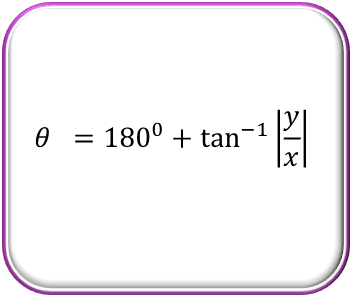 θ = 180⁰ + tan⁻¹ |y/x|